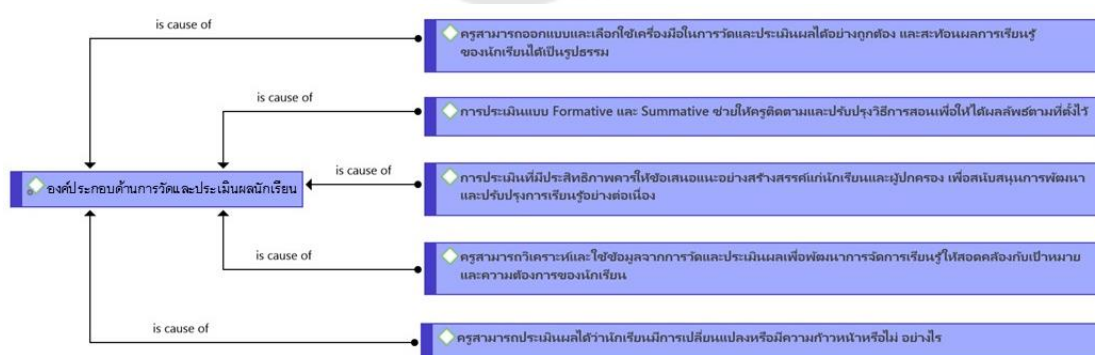 is cause of
ครูสามารถออกแบบและเลือกใช้เครื่องมือในการวัดและประเมินผลได้อย่างถูกต้อง และสะท้อนผลการเรียนรู้
ของนักเรียนได้เป็นรูปธรรม
is cause of
การประเมินแบบ Formative และ Summative ช่วยให้ครูติดตามและปรับปรุงวิธีการสอนเพื่อให้ได้ผลลัพธ์ตามที่ตั้งไว้
องค์ประกอบด้านการวัดและประเมินผลนักเรียน
is cause of
การประเมินที่มีประสิทธิภาพควรให้ข้อเสนอแนะอย่างสร้างสรรค์แก่นักเรียนและผู้ปกครอง เพื่อสนับสนุนการพัฒนา
และปรับปรุงการเรียนรู้อย่างต่อเนื่อง
is cause of
ครูสามารถวิเคราะห์และใช้ข้อมูลจากการวัดและประเมินผลเพื่อพัฒนาการจัดการเรียนรู้ให้สอดคล้องกับเป้าหมาย
และความต้องการของนักเรียน
is cause of
ครูสามารถประเมินผลได้ว่านักเรียนมีการเปลี่ยนแปลงหรือมีความก้าวหน้าหรือไม่ อย่างไร